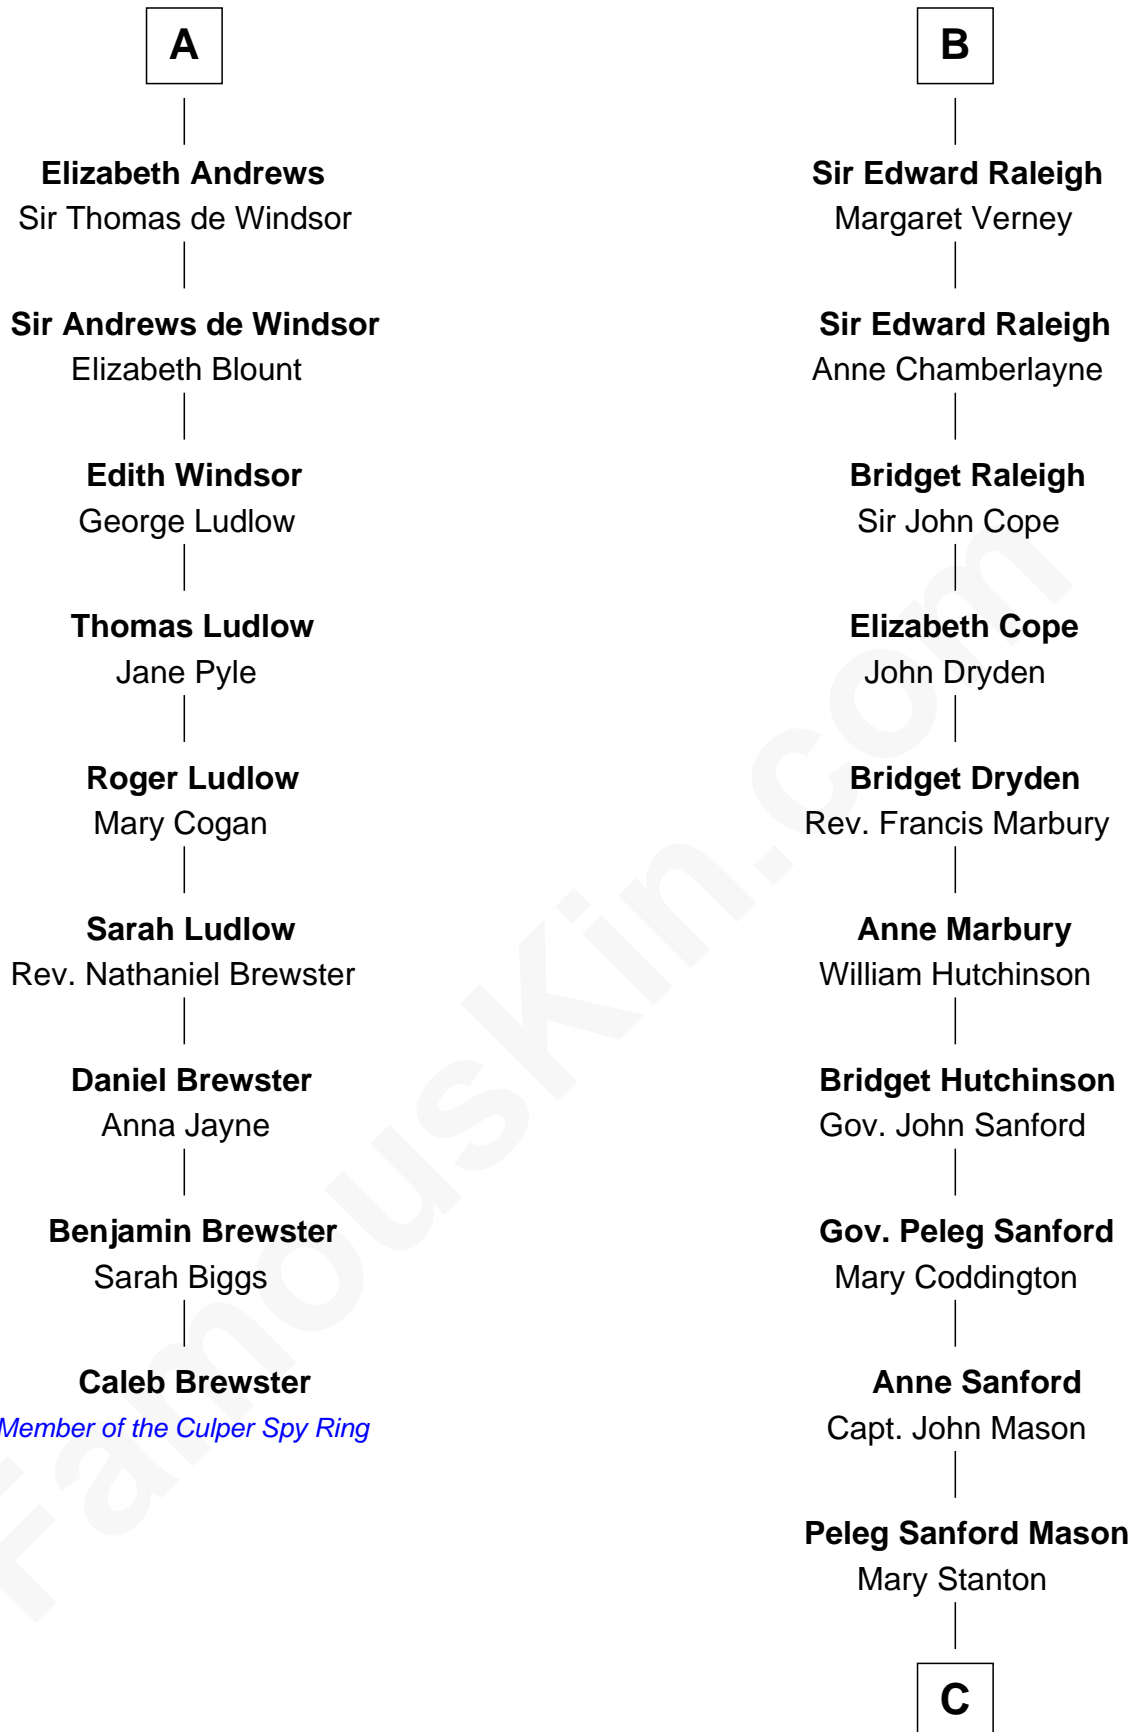 A
Elizabeth Andrews
Sir Thomas de Windsor
Sir Andrews de Windsor
Elizabeth Blount
Edith Windsor
George Ludlow
Thomas Ludlow
Jane Pyle
Roger Ludlow
Mary Cogan
Sarah Ludlow
Rev. Nathaniel Brewster
Daniel Brewster
Anna Jayne
Benjamin Brewster
Sarah Biggs
Caleb Brewster
Member of the Culper Spy Ring
B
Sir Edward Raleigh
Margaret Verney
Sir Edward Raleigh
Anne Chamberlayne
Bridget Raleigh
Sir John Cope
Elizabeth Cope
John Dryden
Bridget Dryden
Rev. Francis Marbury
Anne Marbury
William Hutchinson
Bridget Hutchinson
Gov. John Sanford
Gov. Peleg Sanford
Mary Coddington
Anne Sanford
Capt. John Mason
Peleg Sanford Mason
Mary Stanton
C
FamousKin.com